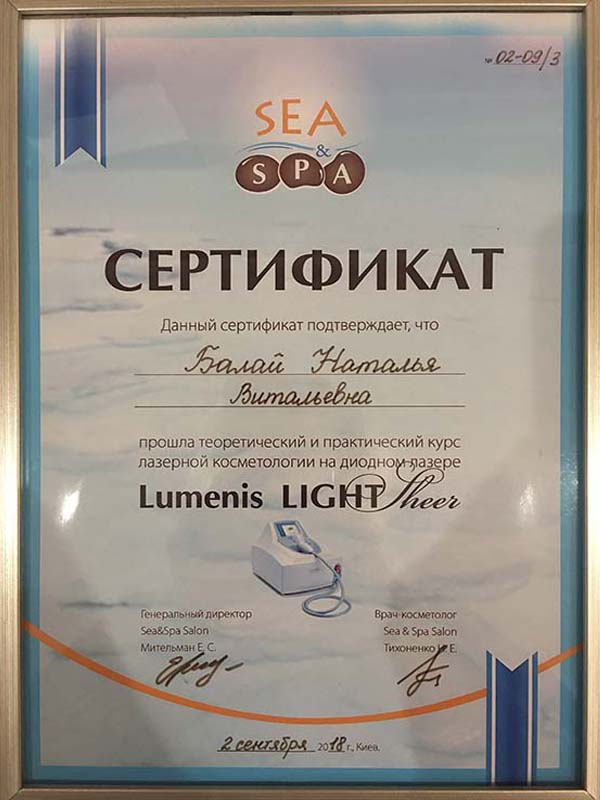 № 02-09/3
SEA
&
SPA
СЕРТИФИКАТ
Данный сертификат подтверждает, что
Балай Наталья
Витальевна
прошла теоретический и практический курс
лазерной косметологии на диодном лазере
Lumenis LIGHT Sheer
Генеральный директор
Sea&Spa Salon
Мительман Е. С.
Врач-косметолог
Sea & Spa Salon
Тихоненко Е.
2 сентября 2018 г., Киев.